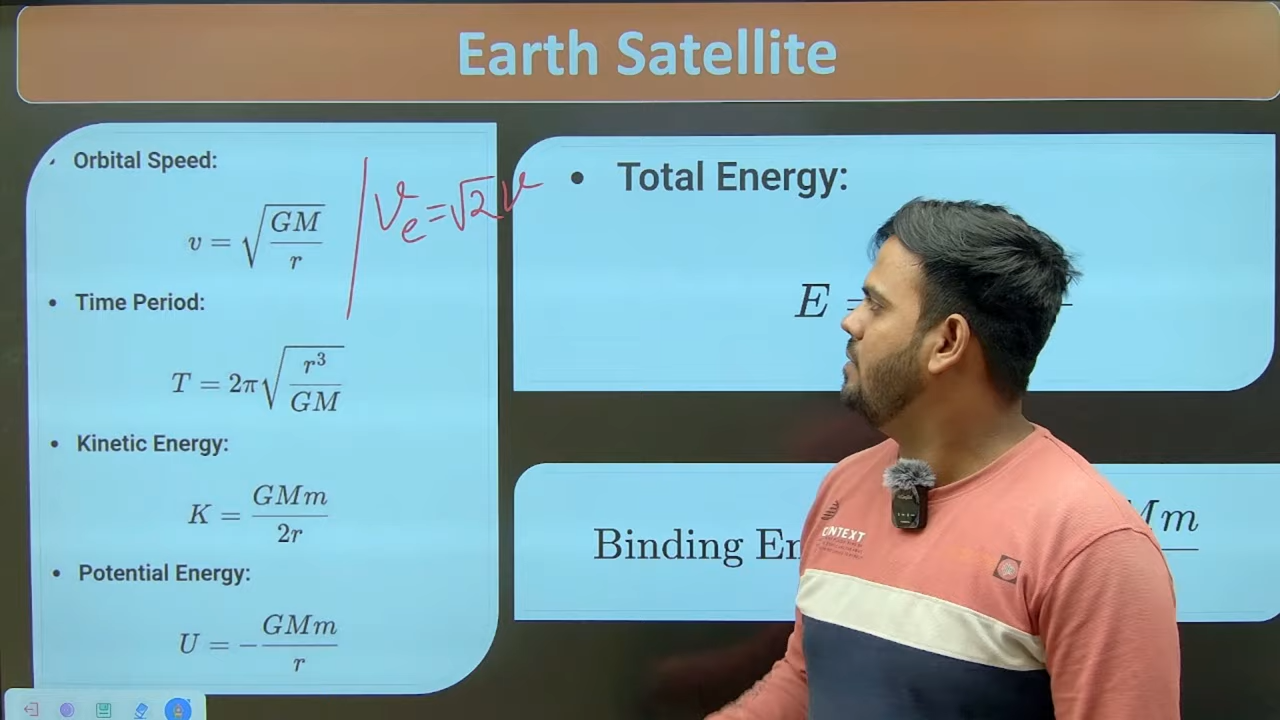 Earth Satellite
• Orbital Speed:
v = √(GM/r)
Vₑ = √2 v
• Time Period:
T = 2π√(r³/GM)
• Kinetic Energy:
K = GMm/2r
• Potential Energy:
U = −GMm/r
• Total Energy:
E =
Binding En
Mm
CONTEXT